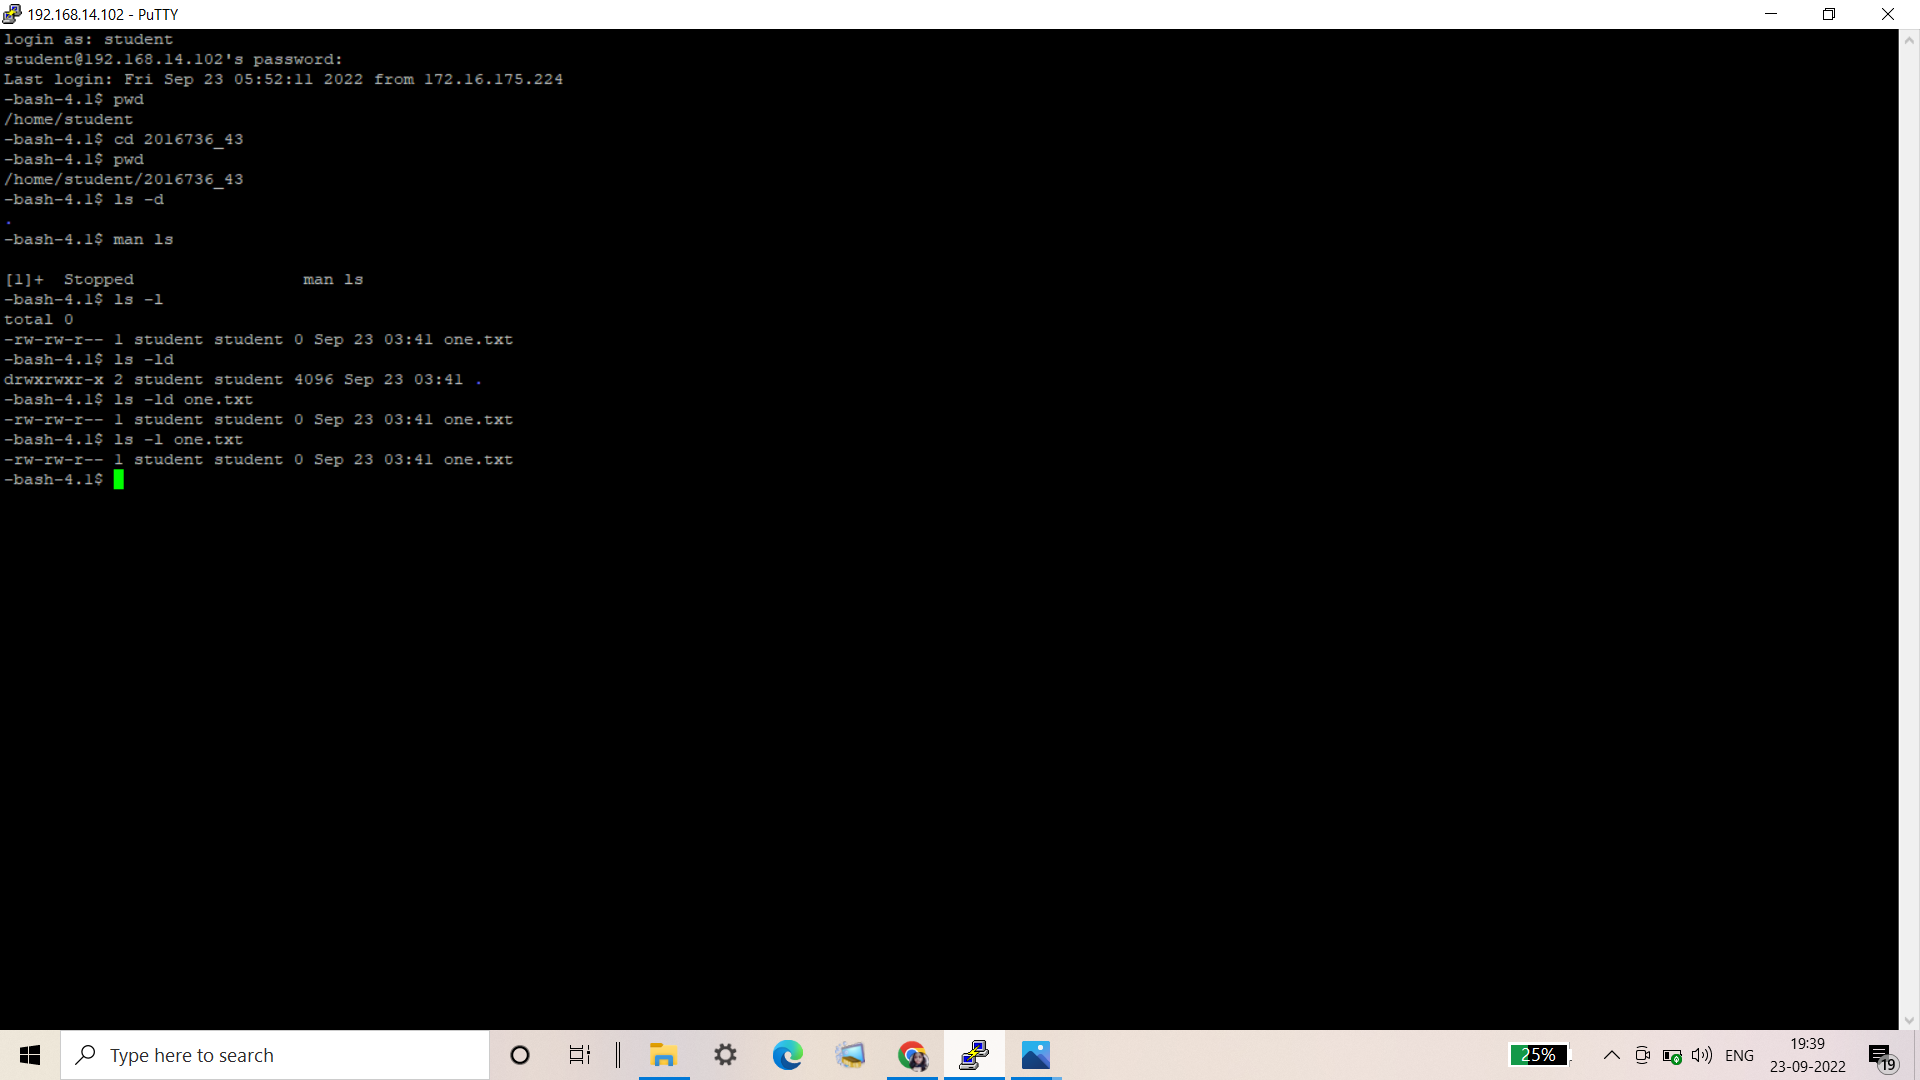 192.168.14.102 - PuTTY
login as: student
student@192.168.14.102's password:
Last login: Fri Sep 23 05:52:11 2022 from 172.16.175.224
-bash-4.1$ pwd
/home/student
-bash-4.1$ cd 2016736_43
-bash-4.1$ pwd
/home/student/2016736_43
-bash-4.1$ ls -d
.
-bash-4.1$ man ls
[1]+  Stopped                 man ls
-bash-4.1$ ls -l
total 0
-rw-rw-r-- 1 student student 0 Sep 23 03:41 one.txt
-bash-4.1$ ls -ld
drwxrwxr-x 2 student student 4096 Sep 23 03:41 .
-bash-4.1$ ls -ld one.txt
-rw-rw-r-- 1 student student 0 Sep 23 03:41 one.txt
-bash-4.1$ ls -l one.txt
-rw-rw-r-- 1 student student 0 Sep 23 03:41 one.txt
-bash-4.1$
Type here to search
25%
ENG
19:39
23-09-2022
19